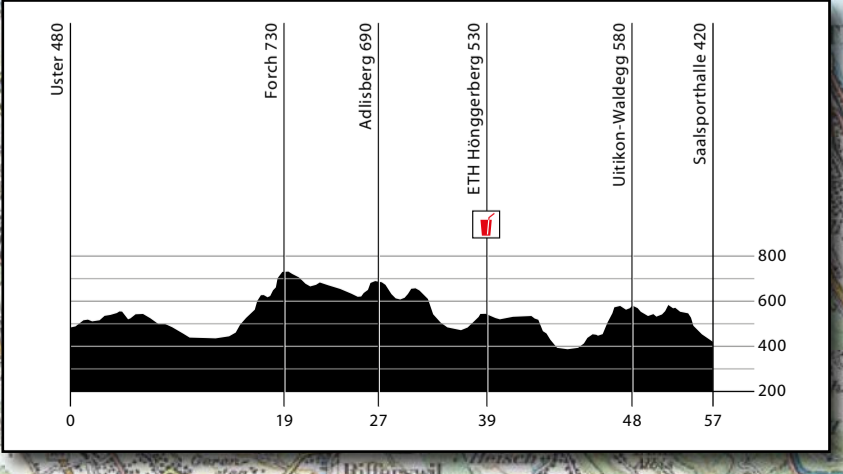 Uster 480
Forch 730
Adlisberg 690
ETH Hönggerberg 530
Uitikon-Waldegg 580
Saalsporthalle 420
800
600
400
200
0 19 27 39 48 57